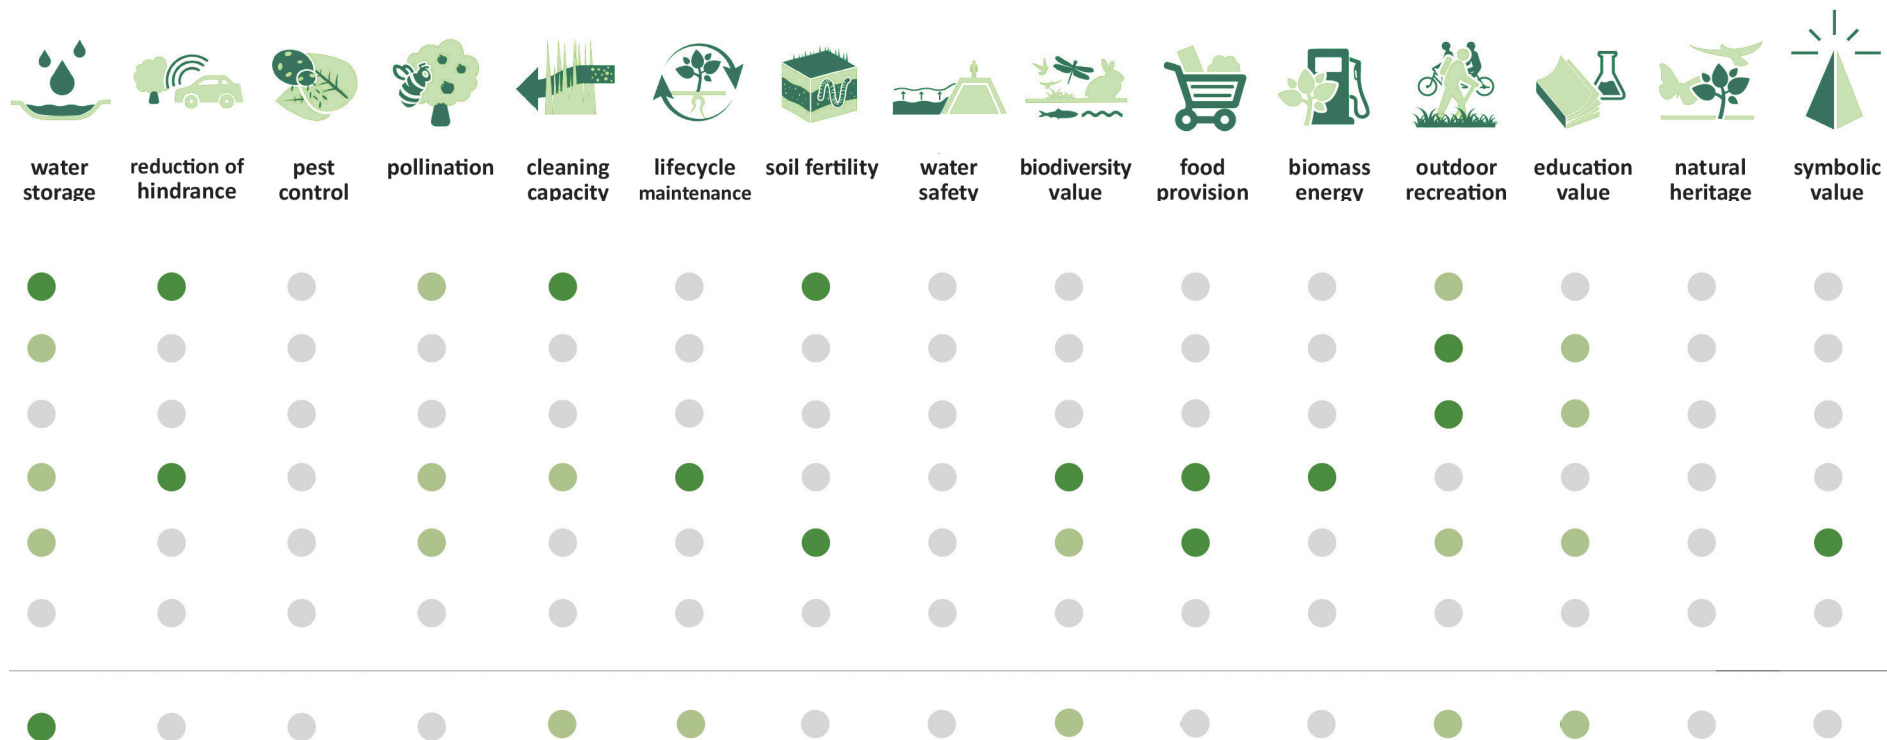 water
storage
reduction of
hindrance
pest
control
pollination
cleaning
capacity
lifecycle
maintenance
soil fertility
water
safety
biodiversity
value
food
provision
biomass
energy
outdoor
recreation
education
value
natural
heritage
symbolic
value